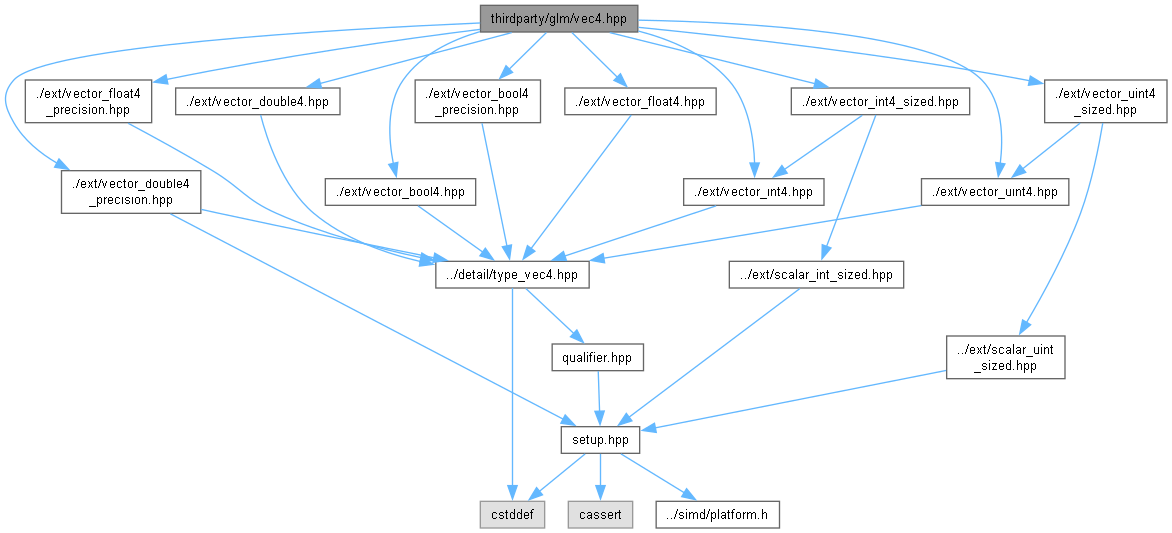 thirdparty/glm/vec4.hpp
./ext/vector_float4
_precision.hpp
./ext/vector_double4.hpp
./ext/vector_bool4
_precision.hpp
./ext/vector_float4.hpp
./ext/vector_int4_sized.hpp
./ext/vector_uint4
_sized.hpp
./ext/vector_double4
_precision.hpp
./ext/vector_bool4.hpp
./ext/vector_int4.hpp
./ext/vector_uint4.hpp
../detail/type_vec4.hpp
../ext/scalar_int_sized.hpp
qualifier.hpp
../ext/scalar_uint
_sized.hpp
setup.hpp
cstddef
cassert
../simd/platform.h